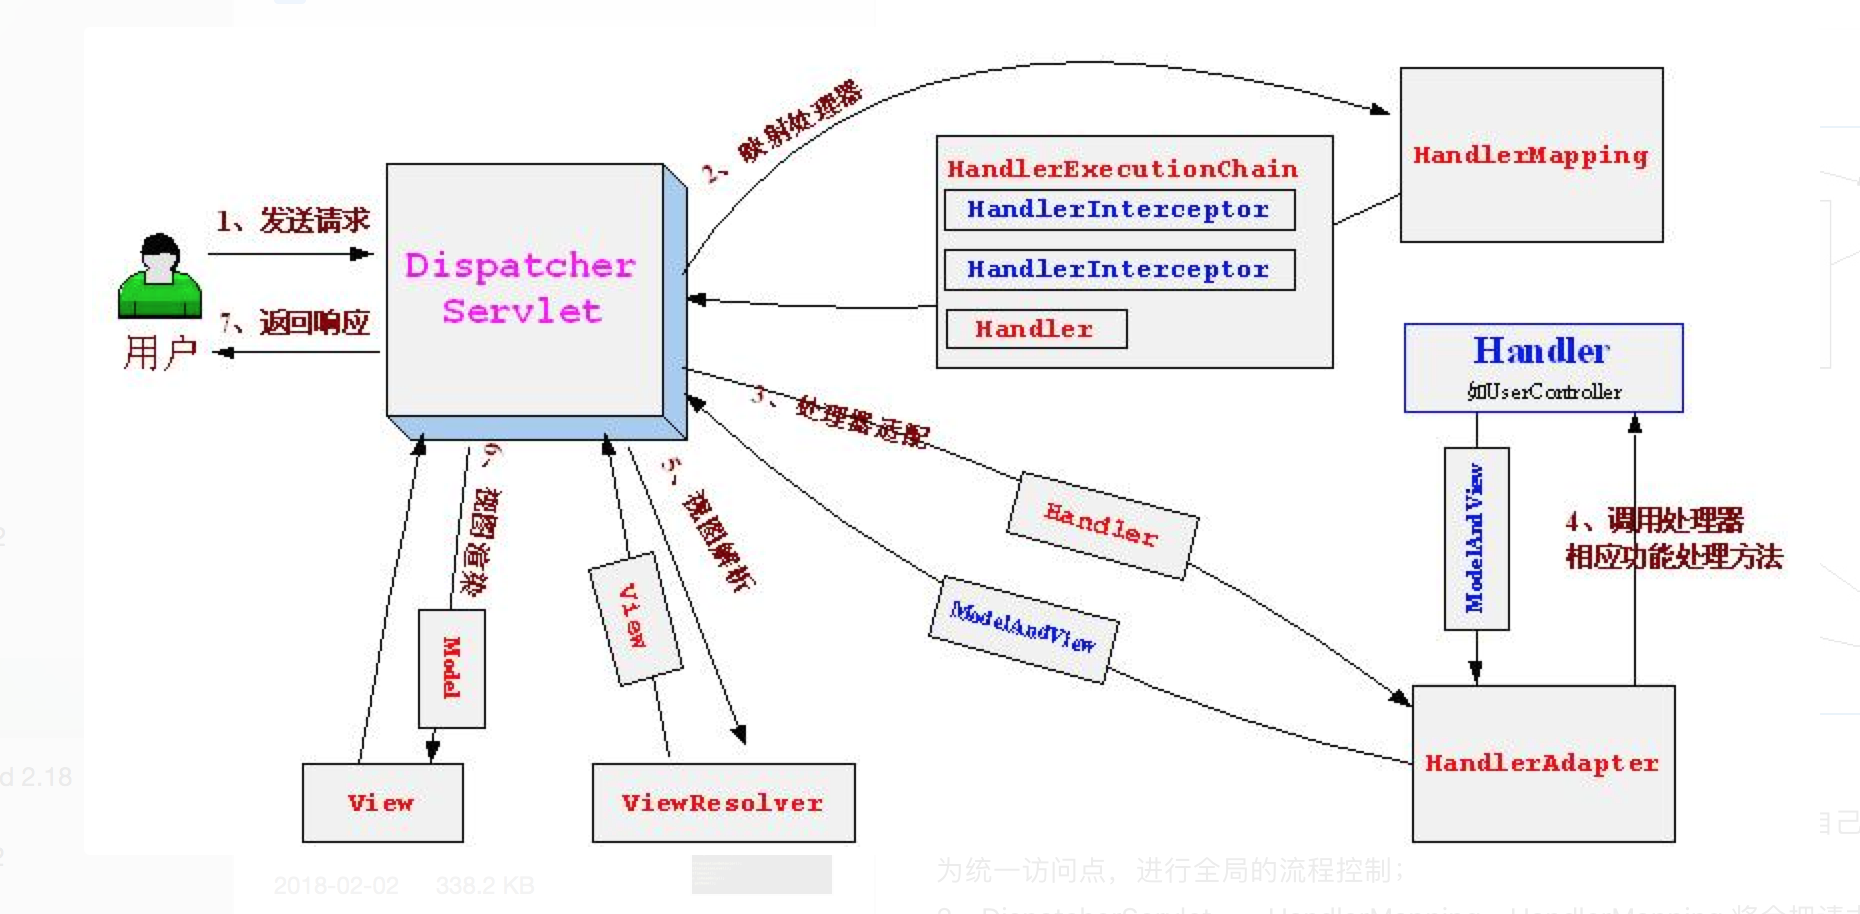 1、发送请求
7、返回响应
用户
Dispatcher
Servlet
2、映射处理器
HandlerMapping
HandlerExecutionChain
HandlerInterceptor
HandlerInterceptor
Handler
3、处理器适配
Handler
ModelAndView
Handler
如UserController
ModelAndView
4、调用处理器
相应功能处理方法
HandlerAdapter
5、视图解析
View
ViewResolver
6、视图渲染
Model
View
d 2.18
2018-02-02 338.2 KB
自己
为统一访问点，进行全局的流程控制；